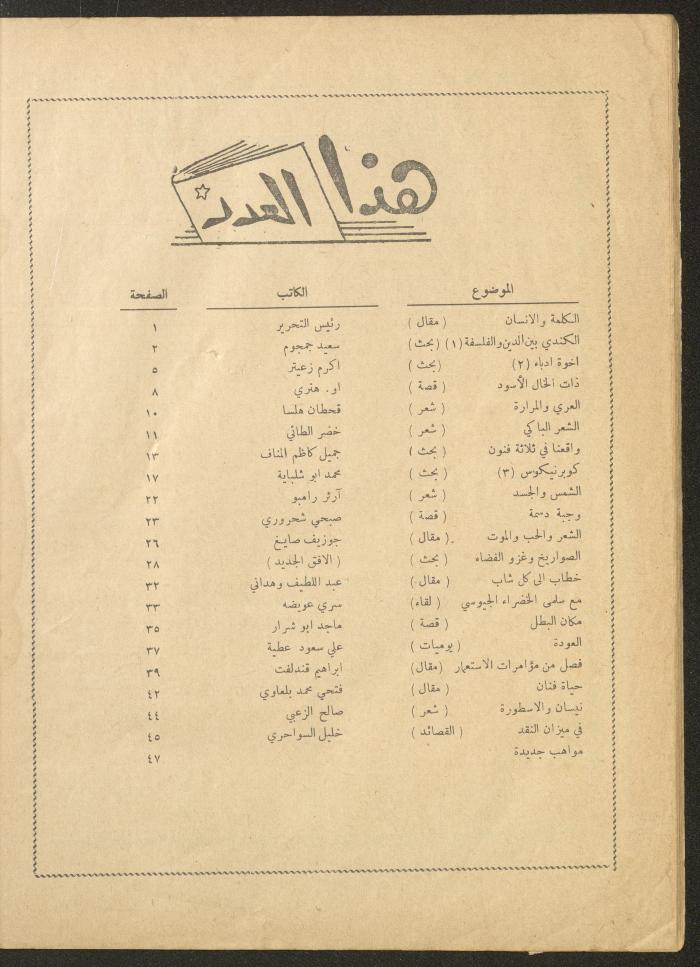 هذا العدد
الموضوع الكاتب الصفحة
الكلمة والانسان ( مقال ) رئيس التحرير ١
الكندي بين الدين والفلسفة (١) ( بحث ) سعيد جمجوم ٢
اخوة ادباء (٢) ( بحث ) اكرم زعيتر ٥
ذات الخال الأسود ( قصة ) او . هنري ٨
العري والمرارة ( شعر ) قحطان هلسا ١٠
الشعر الباكي ( شعر ) خضر الطائي ١١
واقعنا في ثلاثة فنون ( بحث ) جميل كاظم المناف ١٣
كوبرنيكوس (٣) ( بحث ) محمد ابو شلباية ١٧
الشمس والجسد ( شعر ) آرثر رامبو ٢٢
وجبة دسمة ( قصة ) صبحي شحروري ٢٣
الشعر والحب والموت ( مقال ) جوزيف صايغ ٢٦
الصواريخ وغزو الفضاء ( بحث ) ( الافق الجديد ) ٢٨
خطاب الى كل شاب ( مقال ) عبد اللطيف وهداني ٣٢
مع سلمى الخضراء الجيوسي ( لقاء ) سري عويضه ٣٣
مكان البطل ( قصة ) ماجد ابو شرار ٣٥
العودة ( يوميات ) علي سعود عطية ٣٧
فصل من مؤامرات الاستعمار ( مقال ) ابراهيم قندلفت ٣٩
حياة فنان ( مقال ) فتحي محمد بلعاوي ٤٢
نيسان والاسطورة ( شعر ) صالح الزعبي ٤٤
في ميزان النقد ( القصائد ) خليل السواحري ٤٥
مواهب جديدة ٤٧